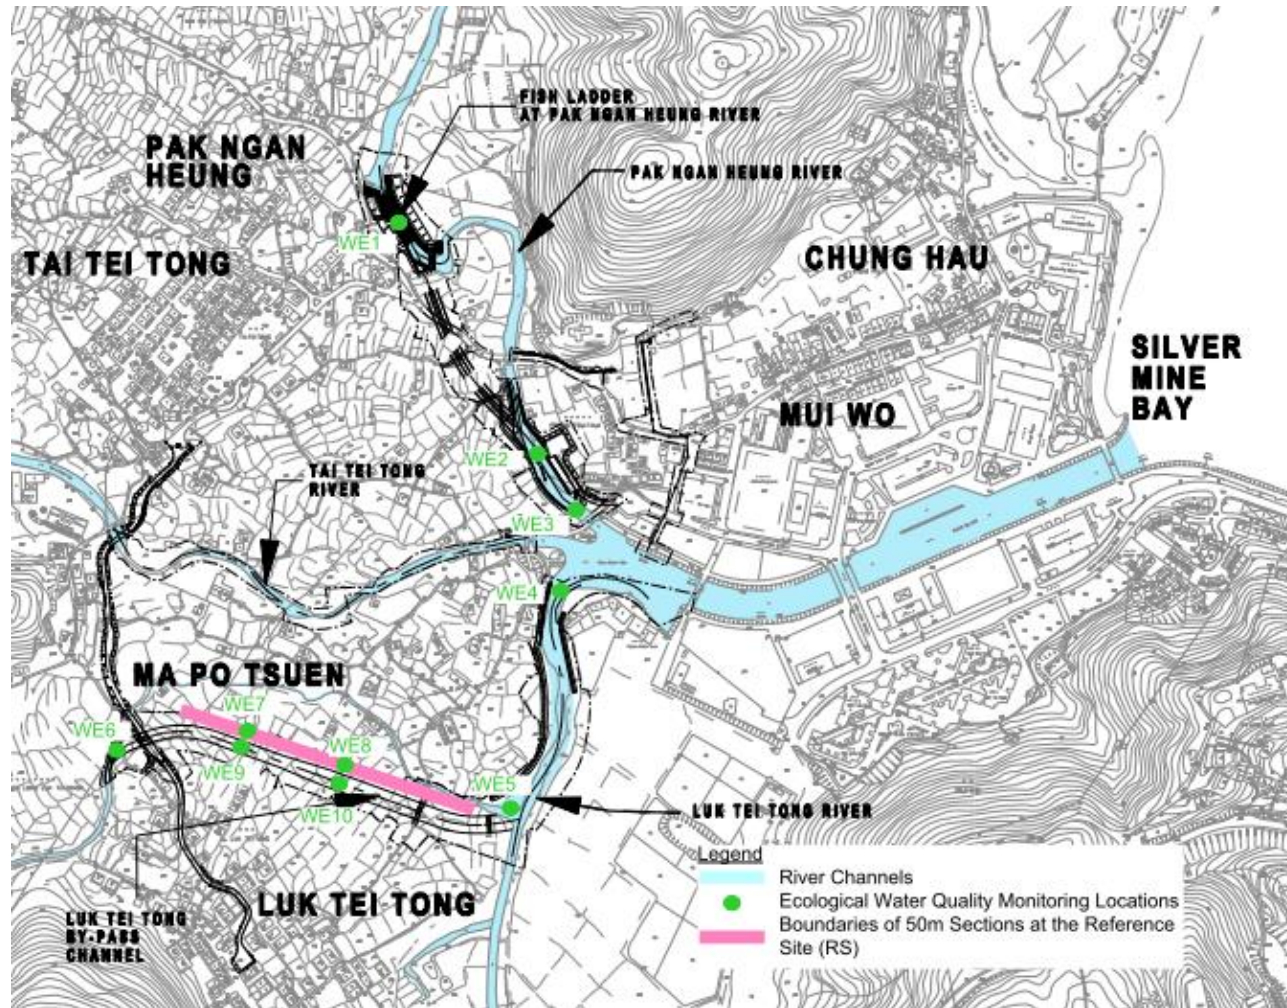 FISH LADDER
AT PAK NGAN HEUNG RIVER
PAK NGAN
HEUNG
PAK NGAN HEUNG RIVER
WE1
TAI TEI TONG
CHUNG HAU
SILVER
MINE
BAY
MUI WO
WE2
TAI TEI TONG
RIVER
WE3
WE4
MA PO TSUEN
WE7
WE6
WE8
WE9
WE5
WE10
LUK TEI TONG RIVER
LUK TEI TONG
LUK TEI TONG
BY-PASS
CHANNEL
Legend
River Channels
Ecological Water Quality Monitoring Locations
Boundaries of 50m Sections at the Reference
Site (RS)